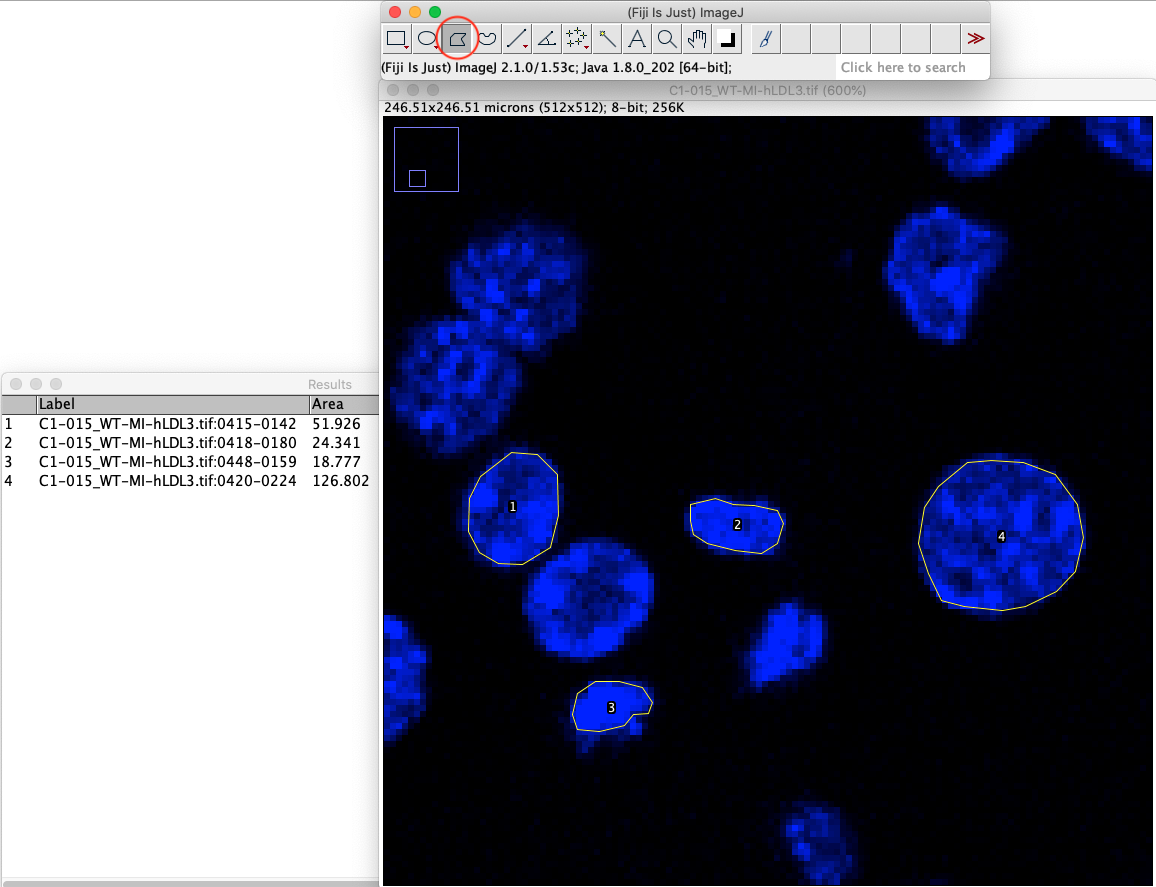 (Fiji Is Just) ImageJ
(Fiji Is Just) ImageJ 2.1.0/1.53c; Java 1.8.0_202 [64-bit];
Click here to search
C1-015_WT-MI-hLDL3.tif (600%)
246.51x246.51 microns (512x512); 8-bit; 256K
Results
Label Area
1 C1-015_WT-MI-hLDL3.tif:0415-0142 51.926
2 C1-015_WT-MI-hLDL3.tif:0418-0180 24.341
3 C1-015_WT-MI-hLDL3.tif:0448-0159 18.777
4 C1-015_WT-MI-hLDL3.tif:0420-0224 126.802
1
2
4
3